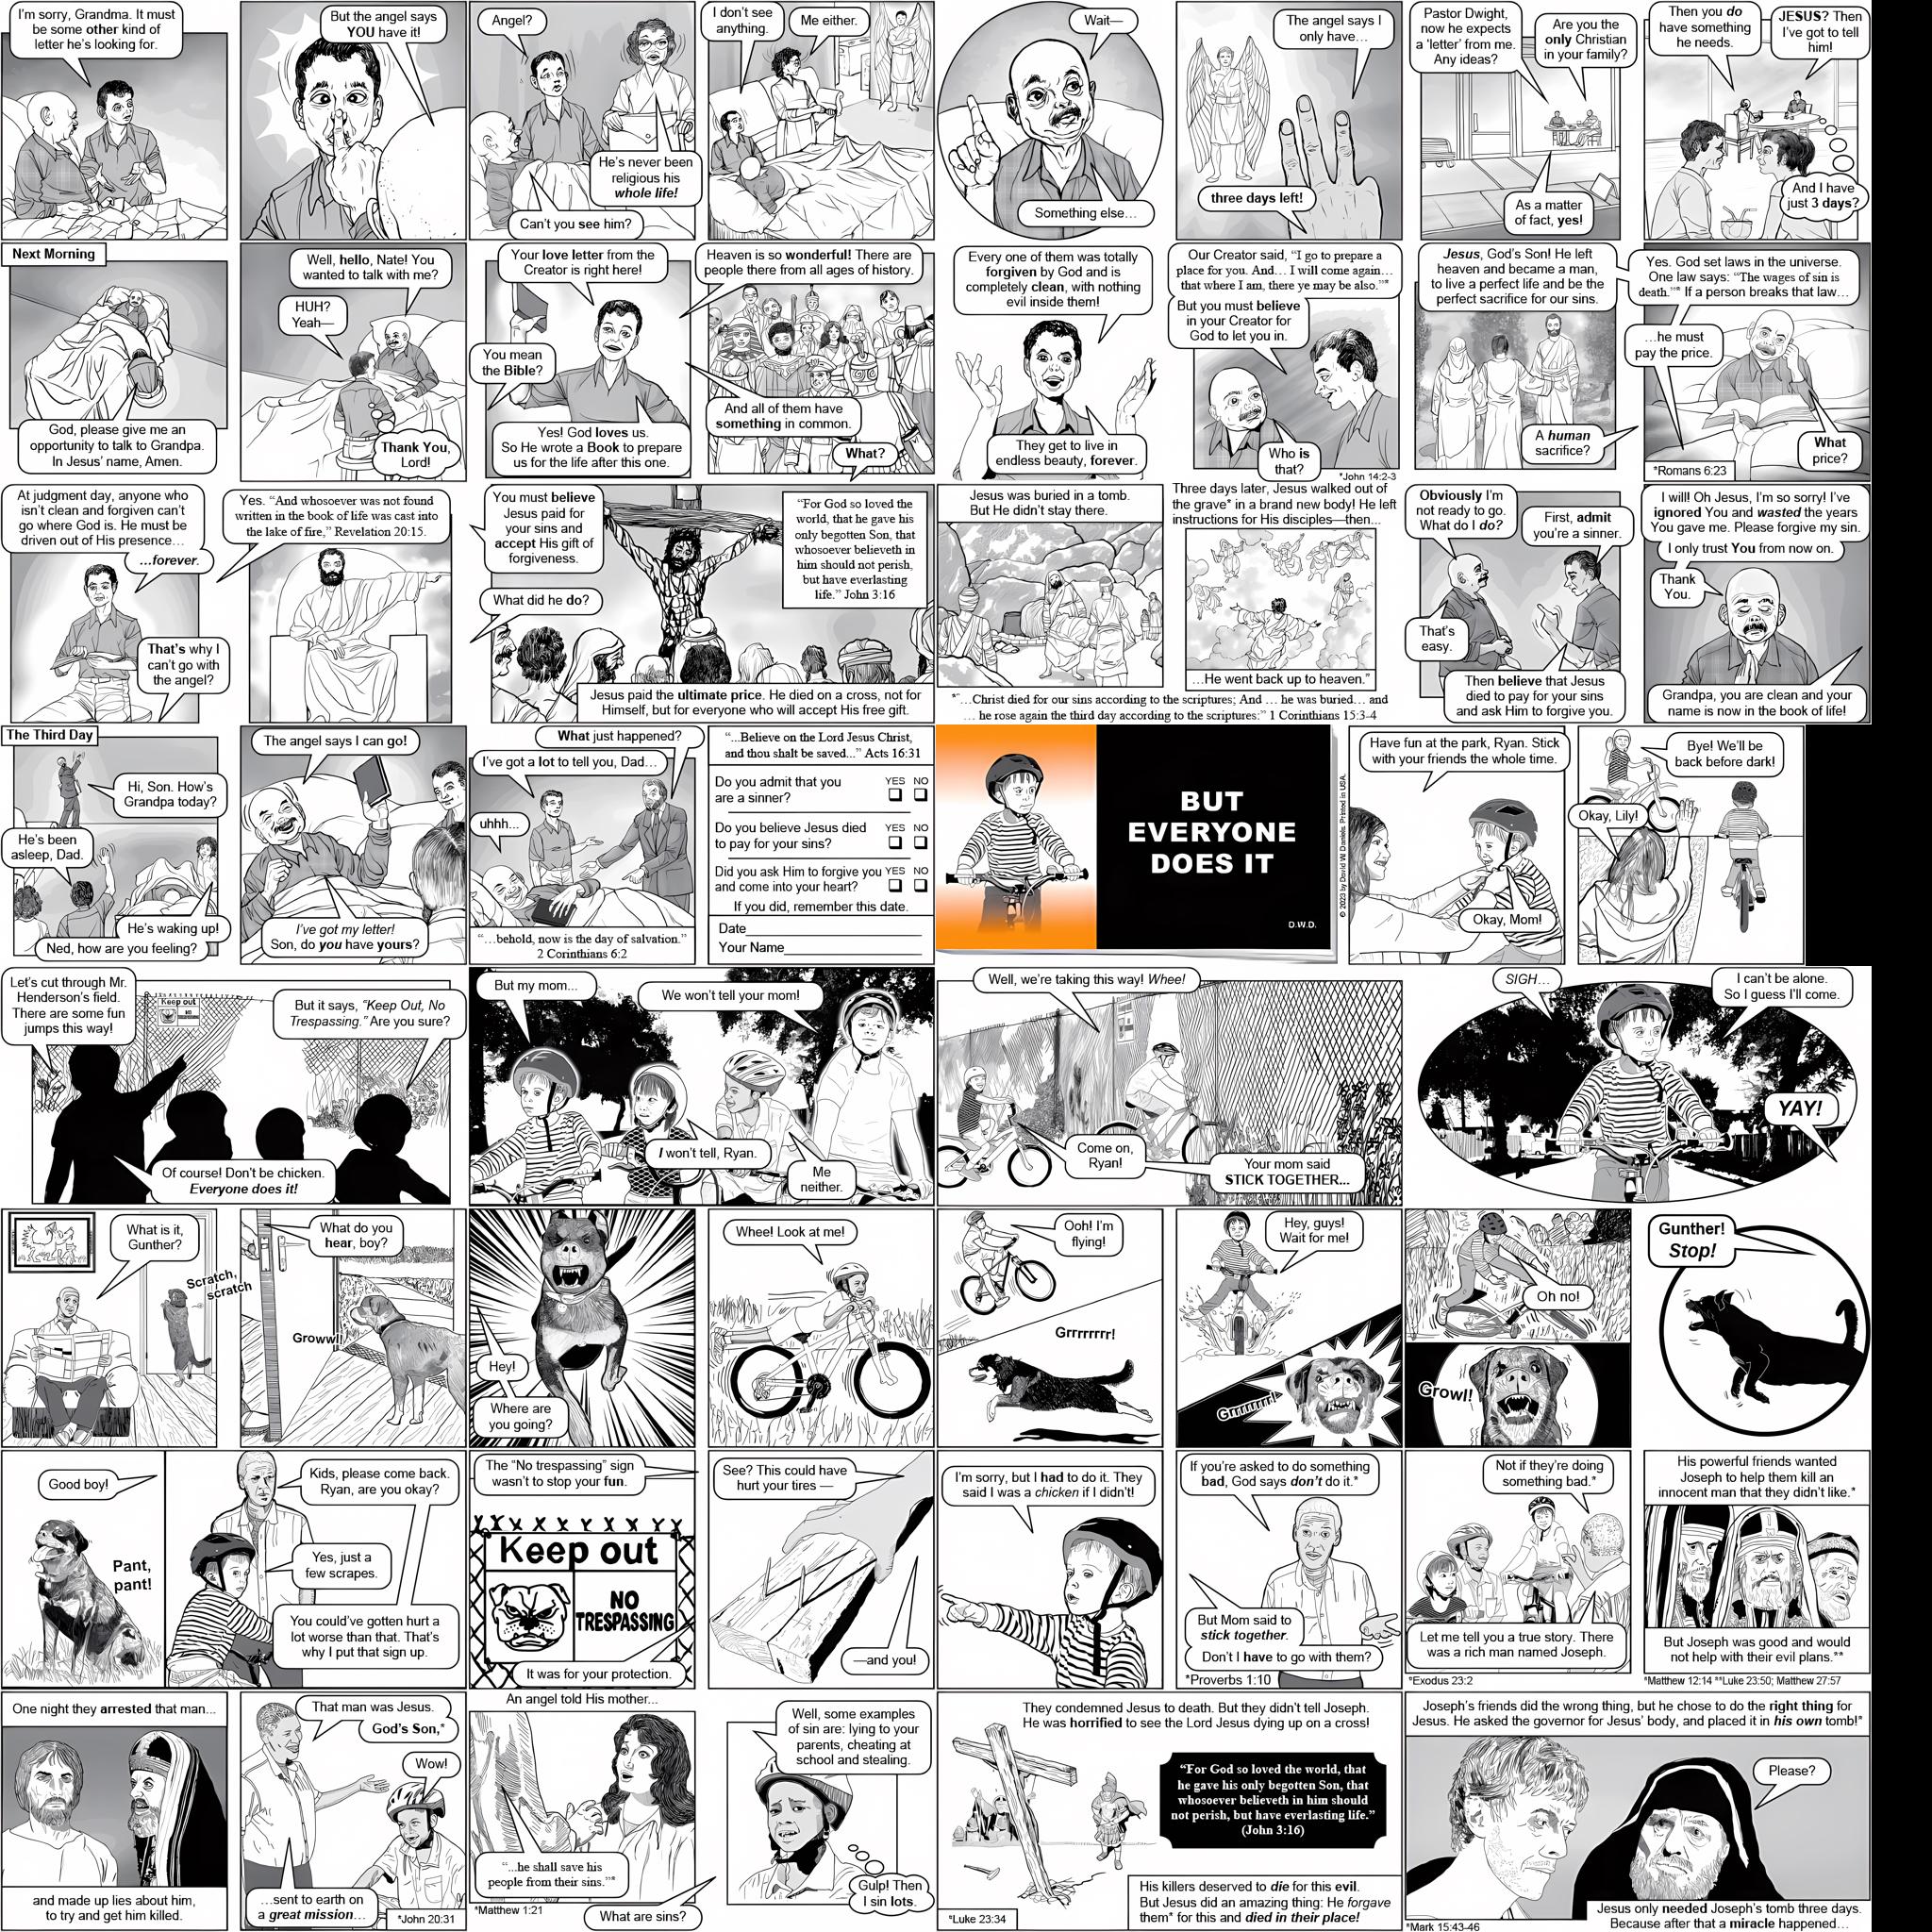 I'm sorry, Grandma. It must
be some other kind of
letter he's looking for.
But the angel says
YOU have it!
Angel?
He's never been
religious his
whole life!
Can't you see him?
I don't see
anything.
Me either.
Wait—
Something else...
The angel says I
only have...
three days left!
Pastor Dwight,
now he expects
a 'letter' from me.
Any ideas?
Are you the
only Christian
in your family?
As a matter
of fact, yes!
Then you do
have something
he needs.
JESUS? Then
I've got to tell
him!
And I have
just 3 days?
Next Morning
God, please give me an
opportunity to talk to Grandpa.
In Jesus' name, Amen.
Well, hello, Nate! You
wanted to talk with me?
HUH?
Yeah—
Thank You,
Lord!
Your love letter from the
Creator is right here!
You mean
the Bible?
Yes! God loves us.
So He wrote a Book to prepare
us for the life after this one.
Heaven is so wonderful! There are
people there from all ages of history.
And all of them have
something in common.
What?
Every one of them was totally
forgiven by God and is
completely clean, with nothing
evil inside them!
They get to live in
endless beauty, forever.
Our Creator said, "I go to prepare a
place for you. And... I will come again...
that where I am, there ye may be also."*
But you must believe
in your Creator for
God to let you in.
Who is
that?
*John 14:2-3
Jesus, God's Son! He left
heaven and became a man,
to live a perfect life and be the
perfect sacrifice for our sins.
A human
sacrifice?
Yes. God set laws in the universe.
One law says: "The wages of sin is
death."* If a person breaks that law...
...he must
pay the price.
What
price?
*Romans 6:23
At judgment day, anyone who
isn't clean and forgiven can't
go where God is. He must be
driven out of His presence...
...forever.
That's why I
can't go with
the angel?
Yes. "And whosoever was not found
written in the book of life was cast into
the lake of fire," Revelation 20:15.
You must believe
Jesus paid for
your sins and
accept His gift of
forgiveness.
What did he do?
"For God so loved the
world, that he gave his
only begotten Son, that
whosoever believeth in
him should not perish,
but have everlasting
life." John 3:16
Jesus paid the ultimate price. He died on a cross, not for
Himself, but for everyone who will accept His free gift.
Jesus was buried in a tomb.
But He didn't stay there.
Three days later, Jesus walked out of
the grave* in a brand new body! He left
instructions for His disciples—then...
...He went back up to heaven."
*"...Christ died for our sins according to the scriptures; And ... he was buried... and
... he rose again the third day according to the scriptures:" 1 Corinthians 15:3-4
Obviously I'm
not ready to go.
What do I do?
First, admit
you're a sinner.
That's
easy.
Then believe that Jesus
died to pay for your sins
and ask Him to forgive you.
I will! Oh Jesus, I'm so sorry! I've
ignored You and wasted the years
You gave me. Please forgive my sin.
I only trust You from now on.
Thank
You.
Grandpa, you are clean and your
name is now in the book of life!
The Third Day
Hi, Son. How's
Grandpa today?
He's been
asleep, Dad.
He's waking up!
Ned, how are you feeling?
The angel says I can go!
I've got my letter!
Son, do you have yours?
What just happened?
I've got a lot to tell you, Dad...
uhhh...
"...behold, now is the day of salvation."
2 Corinthians 6:2
"...Believe on the Lord Jesus Christ,
and thou shalt be saved..." Acts 16:31
Do you admit that you
are a sinner?
YES NO
Do you believe Jesus died
to pay for your sins?
YES NO
Did you ask Him to forgive you
and come into your heart?
YES NO
If you did, remember this date.
Date
Your Name
BUT
EVERYONE
DOES IT
D.W.D.
© 2023 by David W. Daniels. Printed in USA.
Have fun at the park, Ryan. Stick
with your friends the whole time.
Okay, Mom!
Bye! We'll be
back before dark!
Okay, Lily!
Let's cut through Mr.
Henderson's field.
There are some fun
jumps this way!
Keep out
NO
TRESPASSING
But it says, "Keep Out, No
Trespassing." Are you sure?
Of course! Don't be chicken.
Everyone does it!
But my mom...
We won't tell your mom!
I won't tell, Ryan.
Me
neither.
Well, we're taking this way! Whee!
Come on,
Ryan!
Your mom said
STICK TOGETHER...
SIGH...
I can't be alone.
So I guess I'll come.
YAY!
What is it,
Gunther?
Scratch,
scratch
What do you
hear, boy?
Groww!
Hey!
Where are
you going?
Whee! Look at me!
Ooh! I'm
flying!
Grrrrrrr!
Hey, guys!
Wait for me!
Grrrrrrr!
Oh no!
Growl!
Gunther!
Stop!
Good boy!
Pant,
pant!
Kids, please come back.
Ryan, are you okay?
Yes, just a
few scrapes.
You could've gotten hurt a
lot worse than that. That's
why I put that sign up.
The "No trespassing" sign
wasn't to stop your fun.
Keep out
NO
TRESPASSING
It was for your protection.
See? This could have
hurt your tires —
—and you!
I'm sorry, but I had to do it. They
said I was a chicken if I didn't!
If you're asked to do something
bad, God says don't do it.*
But Mom said to
stick together.
Don't I have to go with them?
*Proverbs 1:10
Not if they're doing
something bad.*
Let me tell you a true story. There
was a rich man named Joseph.
*Exodus 23:2
His powerful friends wanted
Joseph to help them kill an
innocent man that they didn't like.*
But Joseph was good and would
not help with their evil plans.**
*Matthew 12:14 **Luke 23:50; Matthew 27:57
One night they arrested that man...
and made up lies about him,
to try and get him killed.
That man was Jesus.
God's Son,*
Wow!
...sent to earth on
a great mission...
*John 20:31
An angel told His mother...
"...he shall save his
people from their sins."*
*Matthew 1:21
What are sins?
Well, some examples
of sin are: lying to your
parents, cheating at
school and stealing.
Gulp! Then
I sin lots.
They condemned Jesus to death. But they didn't tell Joseph.
He was horrified to see the Lord Jesus dying up on a cross!
"For God so loved the world, that
he gave his only begotten Son, that
whosoever believeth in him should
not perish, but have everlasting life."
(John 3:16)
His killers deserved to die for this evil.
But Jesus did an amazing thing: He forgave
them* for this and died in their place!
*Luke 23:34
Joseph's friends did the wrong thing, but he chose to do the right thing for
Jesus. He asked the governor for Jesus' body, and placed it in his own tomb!*
Please?
Jesus only needed Joseph's tomb three days.
Because after that a miracle happened...
*Mark 15:43-46